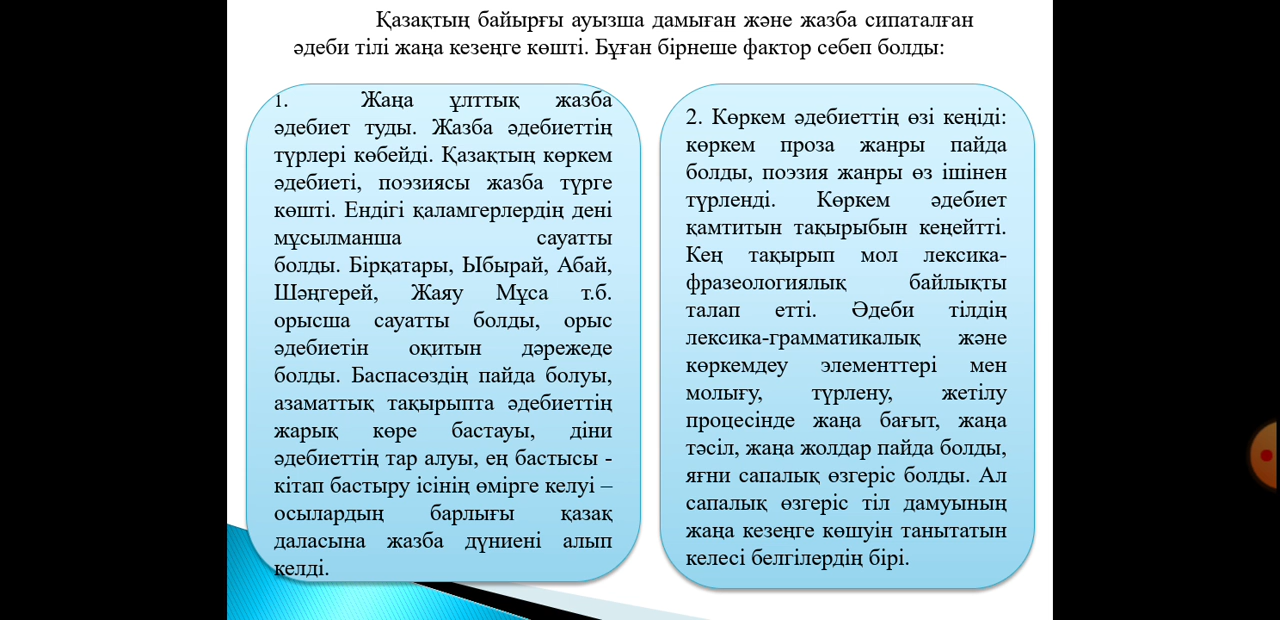 Қазақтың байырғы ауызша дамыған және жазба сипаталған
әдеби тілі жаңа кезеңге көшті. Бұған бірнеше фактор себеп болды:
1. Жаңа ұлттық жазба
әдебиет туды. Жазба әдебиеттің
түрлері көбейді. Қазақтың көркем
әдебиеті, поэзиясы жазба түрге
көшті. Ендігі қаламгерлердің дені
мұсылманша сауатты
болды. Бірқатары, Ыбырай, Абай,
Шәңгерей, Жаяу Мұса т.б.
орысша сауатты болды, орыс
әдебиетін оқитын дәрежеде
болды. Баспасөздің пайда болуы,
азаматтық тақырыпта әдебиеттің
жарық көре бастауы, діни
әдебиеттің тар алуы, ең бастысы -
кітап бастыру ісінің өмірге келуі –
осылардың барлығы қазақ
даласына жазба дүниені алып
келді.
2. Көркем әдебиеттің өзі кеңіді:
көркем проза жанры пайда
болды, поэзия жанры өз ішінен
түрленді. Көркем әдебиет
қамтитын тақырыбын кеңейтті.
Кең тақырып мол лексика-
фразеологиялық байлықты
талап етті. Әдеби тілдің
лексика-грамматикалық және
көркемдеу элементтері мен
молығу, түрлену, жетілу
процесінде жаңа бағыт, жаңа
тәсіл, жаңа жолдар пайда болды,
яғни сапалық өзгеріс болды. Ал
сапалық өзгеріс тіл дамуының
жаңа кезеңге көшуін танытатын
келесі белгілердің бірі.